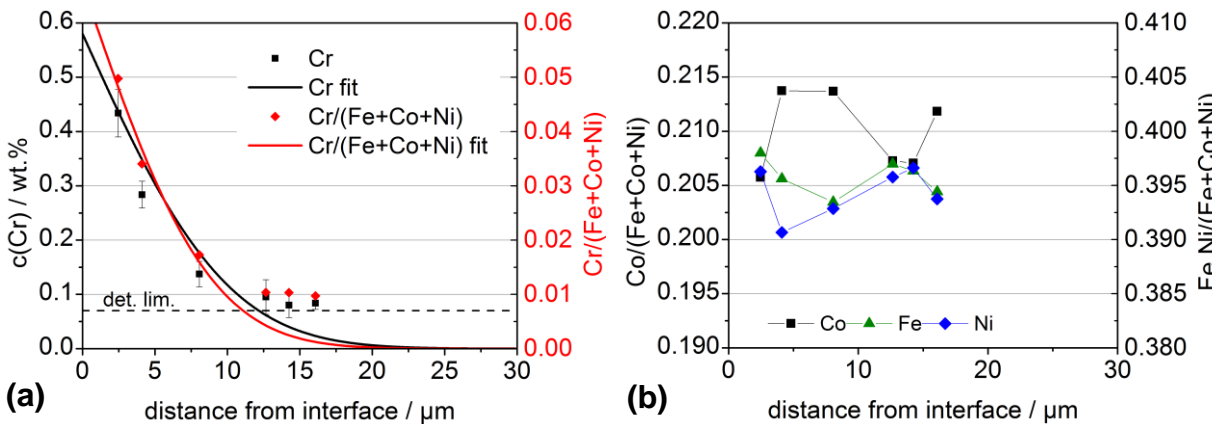 0.6
0.5
0.4
0.3
0.2
0.1
0.0
c(Cr) / wt.%
0 5 10 15 20 25 30
distance from interface / µm
0.06
0.05
0.04
0.03
0.02
0.01
0.00
Cr/(Fe+Co+Ni)
Cr
Cr fit
Cr/(Fe+Co+Ni)
Cr/(Fe+Co+Ni) fit
det. lim.
(a)
0.220
0.215
0.210
0.205
0.200
0.195
0.190
Co/(Fe+Co+Ni)
0 10 20 30
distance from interface / µm
0.410
0.405
0.400
0.395
0.390
0.385
0.380
Fe,Ni/(Fe+Co+Ni)
Co Fe Ni
(b)